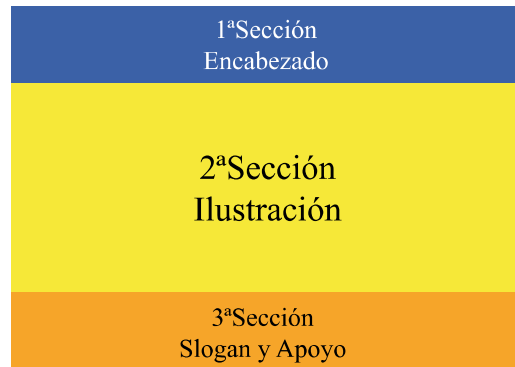 1ªSección
Encabezado
2ªSección
Ilustración
3ªSección
Slogan y Apoyo